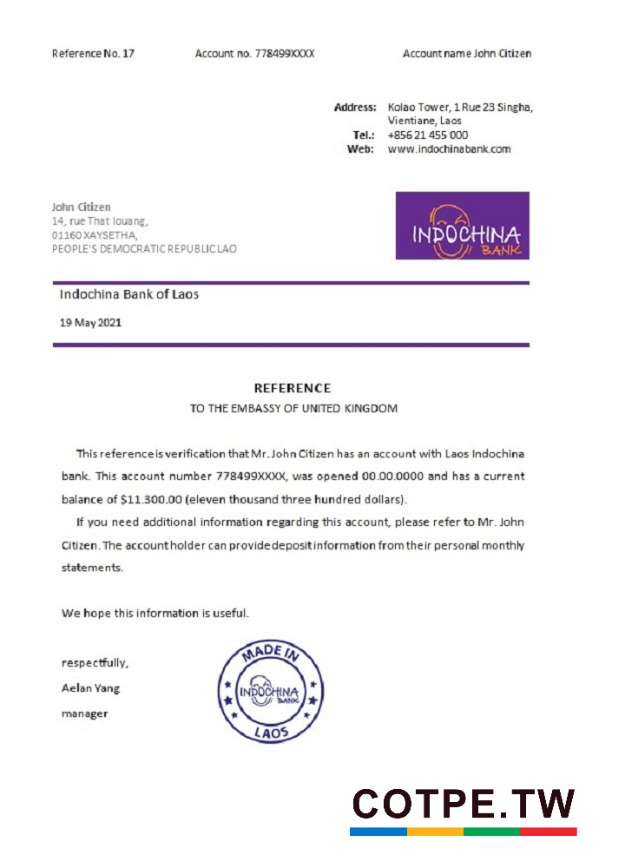 Reference No. 17 Account no. 778499XXXX Account name John Citizen
Address: Kolao Tower, 1 Rue 23 Singha,
Vientiane, Laos
Tel.: +856 21 455 000
Web: www.indochinabank.com
John Citizen
14, rue That louang,
01160 XAYSETHA,
PEOPLE'S DEMOCRATIC REPUBLIC LAO
INDOCHINA
BANK
Indochina Bank of Laos
19 May 2021
REFERENCE
TO THE EMBASSY OF UNITED KINGDOM
This reference is verification that Mr. John Citizen has an account with Laos Indochina
bank. This account number 778499XXXX, was opened 00.00.0000 and has a current
balance of $11.300.00 (eleven thousand three hundred dollars).
If you need additional information regarding this account, please refer to Mr. John
Citizen. The account holder can provide deposit information from their personal monthly
statements.
We hope this information is useful.
respectfully,
Aelan Yang
manager
MADE IN
INDOCHINA
BANK
LAOS
COTPE.TW